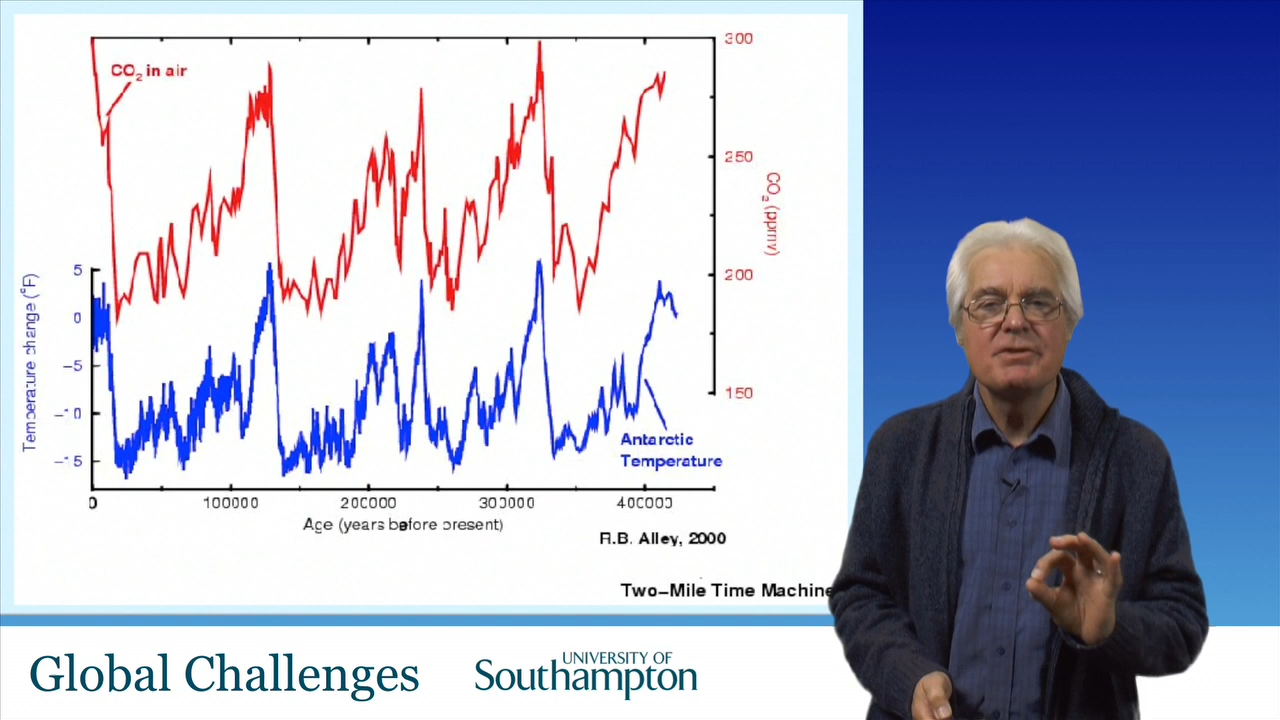 300
CO2 in air
250
CO2 (ppmv)
200
150
5
0
−5
−10
−15
Temperature change (°F)
Antarctic
Temperature
0
100000
200000
300000
400000
Age (years before present)
R.B. Alley, 2000
Two−Mile Time Machine
Global Challenges
UNIVERSITY OF
Southampton